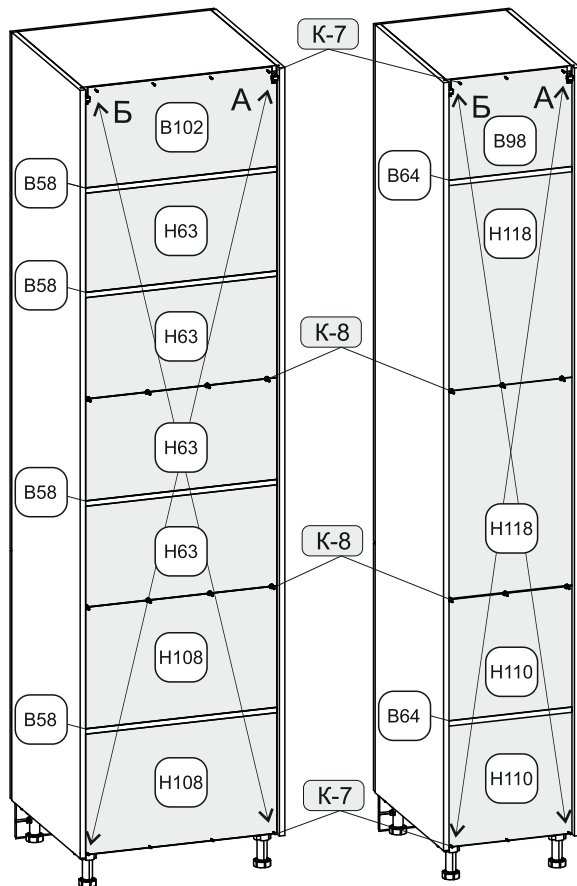 К-7
Б А Б А
В102 В98
В58 В64
Н63 Н118
В58
Н63 К-8
Н63
В58
Н63 К-8 Н118
Н108 Н110
В58 В64
Н108 К-7 Н110